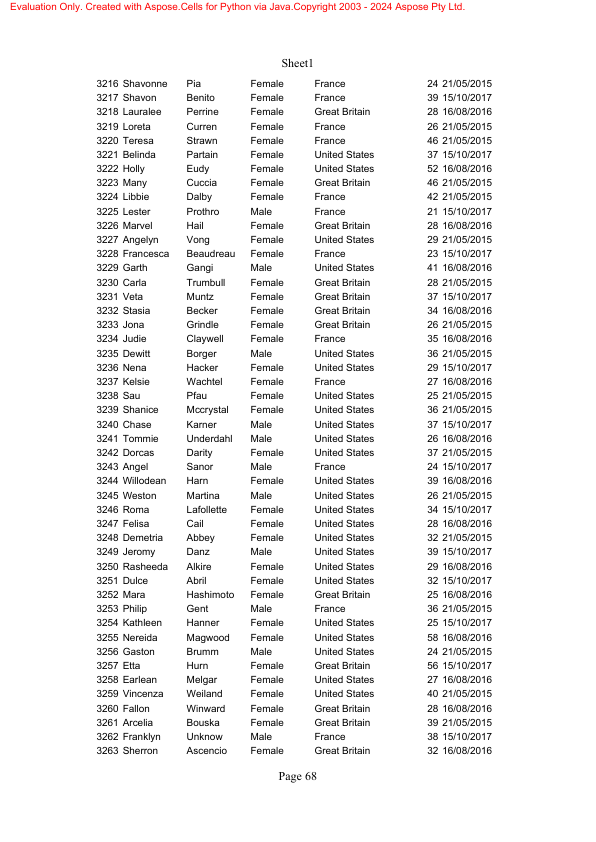 Evaluation Only. Created with Aspose.Cells for Python via Java.Copyright 2003 - 2024 Aspose Pty Ltd.
Sheet1
3216 Shavonne Pia Female France 24 21/05/2015
3217 Shavon Benito Female France 39 15/10/2017
3218 Lauralee Perrine Female Great Britain 28 16/08/2016
3219 Loreta Curren Female France 26 21/05/2015
3220 Teresa Strawn Female France 46 21/05/2015
3221 Belinda Partain Female United States 37 15/10/2017
3222 Holly Eudy Female United States 52 16/08/2016
3223 Many Cuccia Female Great Britain 46 21/05/2015
3224 Libbie Dalby Female France 42 21/05/2015
3225 Lester Prothro Male France 21 15/10/2017
3226 Marvel Hail Female Great Britain 28 16/08/2016
3227 Angelyn Vong Female United States 29 21/05/2015
3228 Francesca Beaudreau Female France 23 15/10/2017
3229 Garth Gangi Male United States 41 16/08/2016
3230 Carla Trumbull Female Great Britain 28 21/05/2015
3231 Veta Muntz Female Great Britain 37 15/10/2017
3232 Stasia Becker Female Great Britain 34 16/08/2016
3233 Jona Grindle Female Great Britain 26 21/05/2015
3234 Judie Claywell Female France 35 16/08/2016
3235 Dewitt Borger Male United States 36 21/05/2015
3236 Nena Hacker Female United States 29 15/10/2017
3237 Kelsie Wachtel Female France 27 16/08/2016
3238 Sau Pfau Female United States 25 21/05/2015
3239 Shanice Mccrystal Female United States 36 21/05/2015
3240 Chase Karner Male United States 37 15/10/2017
3241 Tommie Underdahl Male United States 26 16/08/2016
3242 Dorcas Darity Female United States 37 21/05/2015
3243 Angel Sanor Male France 24 15/10/2017
3244 Willodean Harn Female United States 39 16/08/2016
3245 Weston Martina Male United States 26 21/05/2015
3246 Roma Lafollette Female United States 34 15/10/2017
3247 Felisa Cail Female United States 28 16/08/2016
3248 Demetria Abbey Female United States 32 21/05/2015
3249 Jeromy Danz Male United States 39 15/10/2017
3250 Rasheeda Alkire Female United States 29 16/08/2016
3251 Dulce Abril Female United States 32 15/10/2017
3252 Mara Hashimoto Female Great Britain 25 16/08/2016
3253 Philip Gent Male France 36 21/05/2015
3254 Kathleen Hanner Female United States 25 15/10/2017
3255 Nereida Magwood Female United States 58 16/08/2016
3256 Gaston Brumm Male United States 24 21/05/2015
3257 Etta Hurn Female Great Britain 56 15/10/2017
3258 Earlean Melgar Female United States 27 16/08/2016
3259 Vincenza Weiland Female United States 40 21/05/2015
3260 Fallon Winward Female Great Britain 28 16/08/2016
3261 Arcelia Bouska Female Great Britain 39 21/05/2015
3262 Franklyn Unknow Male France 38 15/10/2017
3263 Sherron Ascencio Female Great Britain 32 16/08/2016
Page 68